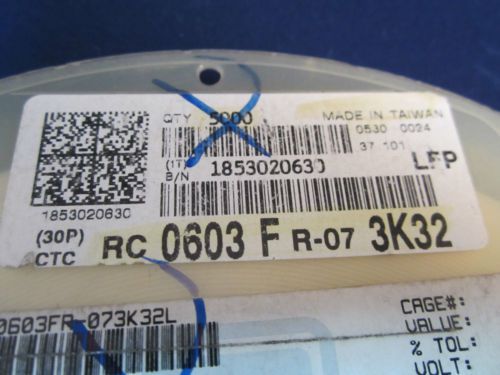 QTY 5000 MADE IN TAIWAN
0530 0024
37 101
(1T)
B/N 1853020630 LFP
1853020630
(30P)
CTC RC 0603 F R-07 3K32
0603FR-073K32L
CAGE#:
VALUE:
% TOL:
VOLT: